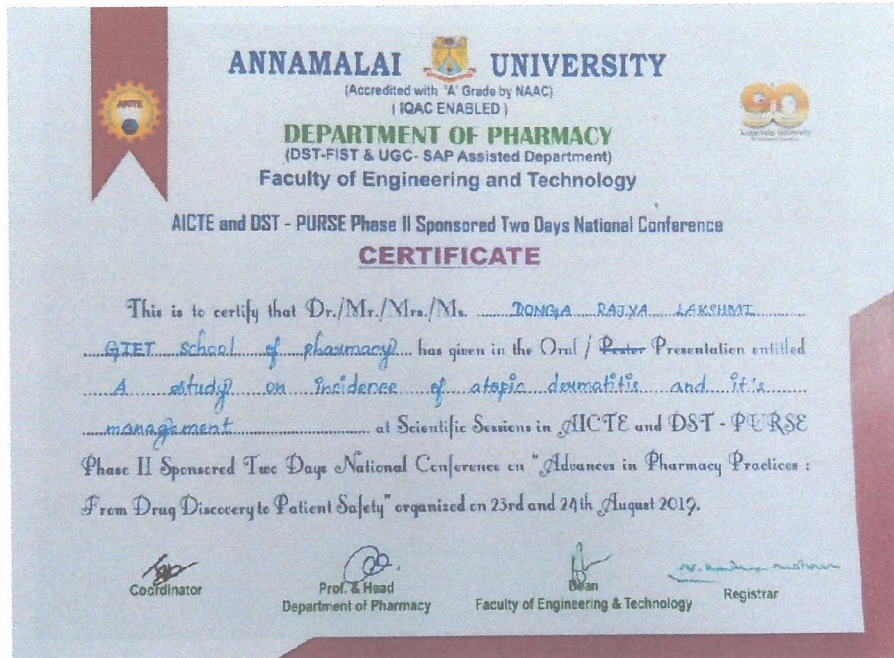 ANNAMALAI UNIVERSITY
(Accredited with 'A' Grade by NAAC)
( IQAC ENABLED )
AICTE
90
Annamalai University
DEPARTMENT OF PHARMACY
(DST-FIST & UGC- SAP Assisted Department)
Faculty of Engineering and Technology
AICTE and DST - PURSE Phase II Sponsored Two Days National Conference
CERTIFICATE
This is to certify that Dr./Mr./Mrs./Ms. DONGA RAJYA LAKSHMI
GIET School of pharmacy has given in the Oral / Poster Presentation entitled
A study on incidence of atopic dermatitis and it's
management at Scientific Sessions in AICTE and DST - PURSE
Phase II Sponsored Two Days National Conference on "Advances in Pharmacy Practices :
From Drug Discovery to Patient Safety" organized on 23rd and 24th August 2019.
Coordinator
Prof. & Head
Department of Pharmacy
Dean
Faculty of Engineering & Technology
Registrar